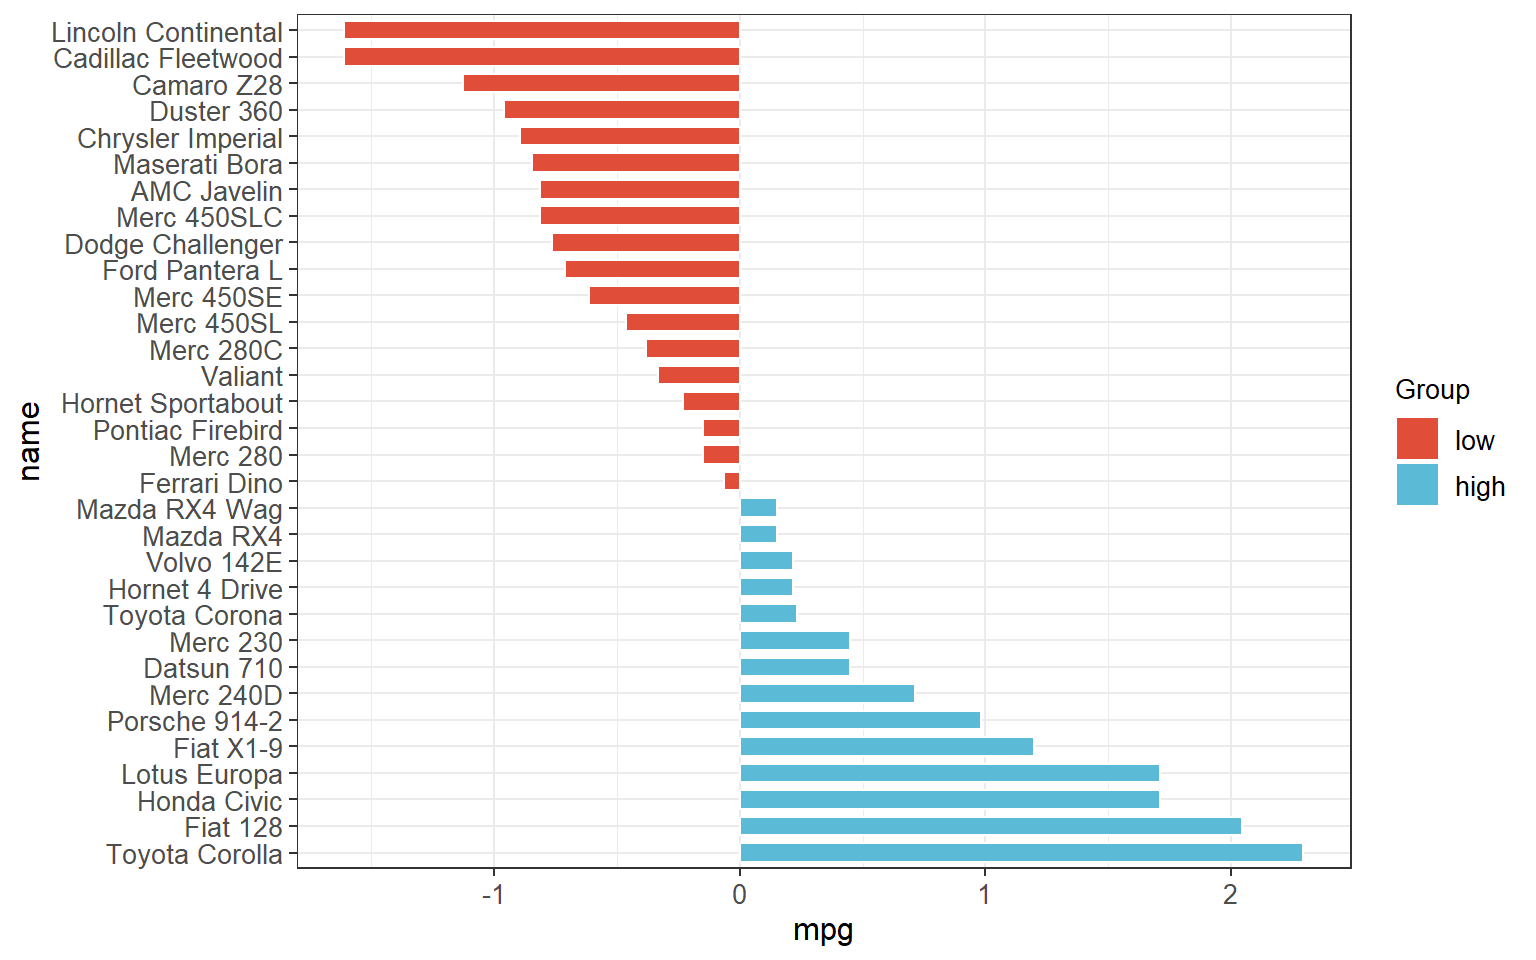 Lincoln Continental
Cadillac Fleetwood
Camaro Z28
Duster 360
Chrysler Imperial
Maserati Bora
AMC Javelin
Merc 450SLC
Dodge Challenger
Ford Pantera L
Merc 450SE
Merc 450SL
Merc 280C
Valiant
Hornet Sportabout
Pontiac Firebird
Merc 280
Ferrari Dino
Mazda RX4 Wag
Mazda RX4
Volvo 142E
Hornet 4 Drive
Toyota Corona
Merc 230
Datsun 710
Merc 240D
Porsche 914-2
Fiat X1-9
Lotus Europa
Honda Civic
Fiat 128
Toyota Corolla
name
-1 0 1 2
mpg
Group
low
high